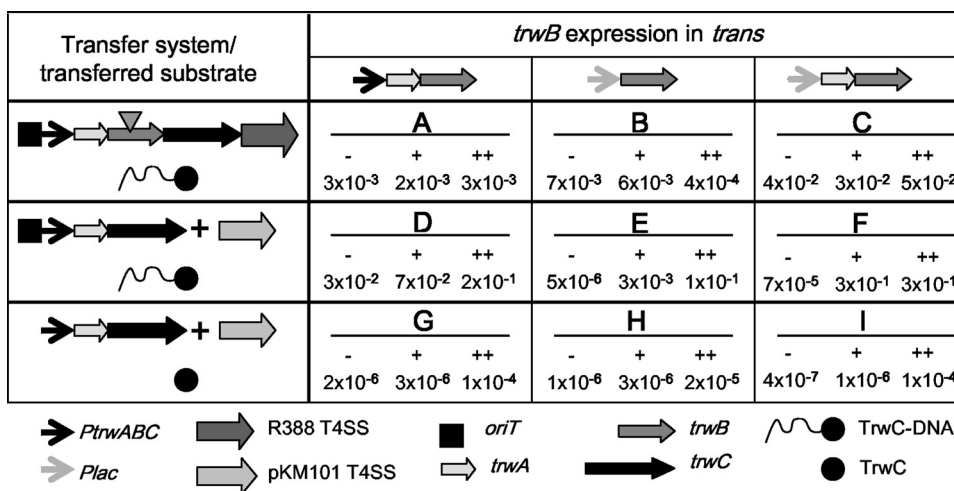 Transfer system/
transferred substrate
trwB expression in trans
A B C
- + ++ - + ++ - + ++
3x10⁻³ 2x10⁻³ 3x10⁻³ 7x10⁻³ 6x10⁻³ 4x10⁻⁴ 4x10⁻² 3x10⁻² 5x10⁻²
+
D E F
- + ++ - + ++ - + ++
3x10⁻² 7x10⁻² 2x10⁻¹ 5x10⁻⁶ 3x10⁻³ 1x10⁻¹ 7x10⁻⁵ 3x10⁻¹ 3x10⁻¹
+
G H I
- + ++ - + ++ - + ++
2x10⁻⁶ 3x10⁻⁶ 1x10⁻⁴ 1x10⁻⁶ 3x10⁻⁶ 2x10⁻⁵ 4x10⁻⁷ 1x10⁻⁶ 1x10⁻⁴
PtrwABC R388 T4SS oriT trwB TrwC-DNA
Plac pKM101 T4SS trwA trwC TrwC